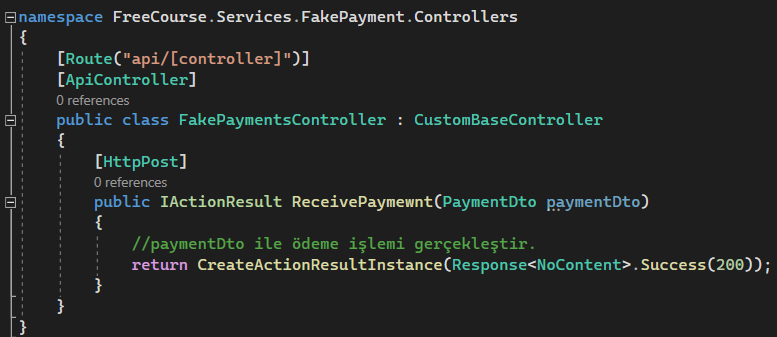 namespace FreeCourse.Services.FakePayment.Controllers
{
[Route("api/[controller]")]
[ApiController]
0 references
public class FakePaymentsController : CustomBaseController
{
[HttpPost]
0 references
public IActionResult ReceivePaymewnt(PaymentDto paymentDto)
{
//paymentDto ile ödeme işlemi gerçekleştir.
return CreateActionResultInstance(Response<NoContent>.Success(200));
}
}
}